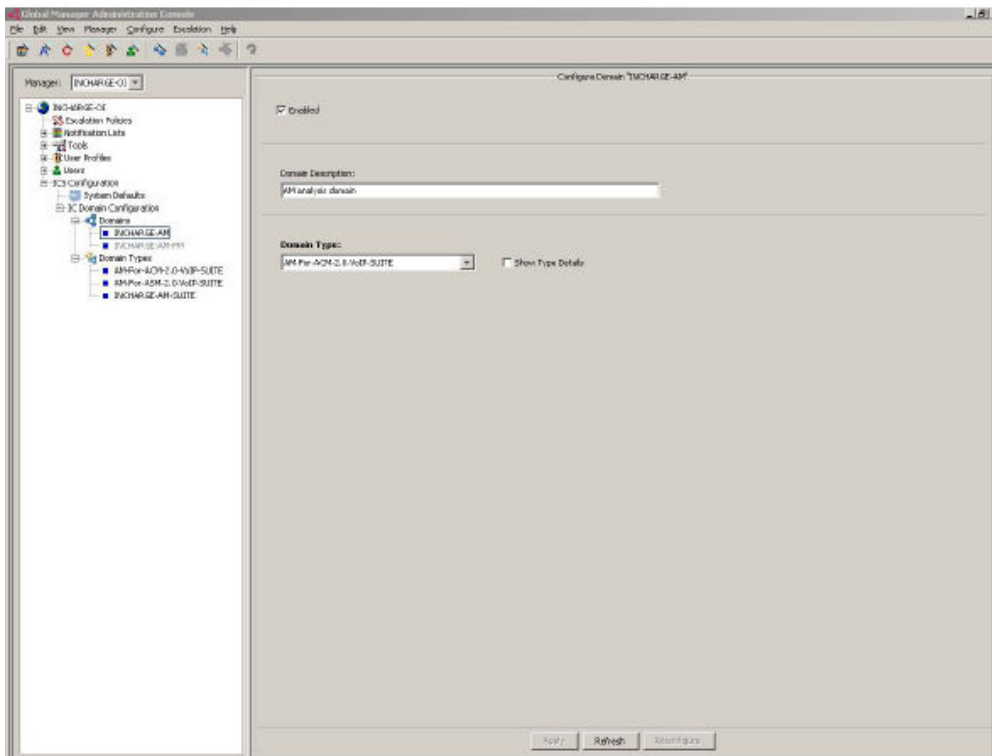 Global Manager Administration Console
File Edit View Manager Configure Escalation Help
Manager: INCHARGE-OI
INCHARGE-OI
Escalation Policies
Notification Lists
Tools
User Profiles
Users
ICS Configuration
System Defaults
IC Domain Configuration
Domains
INCHARGE-AM
INCHARGE-AM-PM
Domain Types
AM-For-ACM-2.0-VoIP-SUITE
AM-For-ASM-2.0-VoIP-SUITE
INCHARGE-AM-SUITE
Configure Domain "INCHARGE-AM"
Enabled
Domain Description:
AM analysis domain
Domain Type:
AM-For-ACM-2.0-VoIP-SUITE
Show Type Details
Apply Refresh Reconfigure